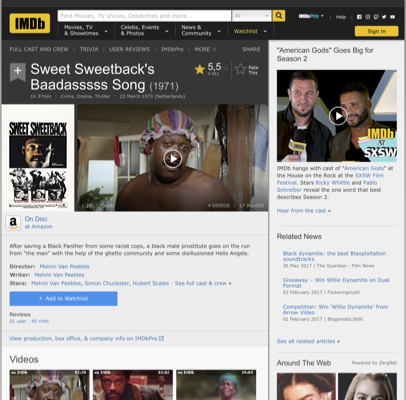 IMDb
Find Movies, TV shows, Celebrities and more...
All
IMDbPro
Help
Movies, TV & Showtimes
Celebs, Events & Photos
News & Community
Watchlist
Sign in
FULL CAST AND CREW | TRIVIA | USER REVIEWS | IMDbPro | MORE
SHARE
Sweet Sweetback's
Baadasssss Song (1971)
5,5
Rate This
1h 37min | Crime, Drama, Thriller | 22 March 1973 (Netherlands)
SWEET SWEETBACK
4 VIDEOS | 17 IMAGES
On Disc
at Amazon
After saving a Black Panther from some racist cops, a black male prostitute goes on the run
from "the man" with the help of the ghetto community and some disillusioned Hells Angels.
Director: Melvin Van Peebles
Writer: Melvin Van Peebles
Stars: Melvin Van Peebles, Simon Chuckster, Hubert Scales | See full cast & crew »
+ Add to Watchlist
Reviews
51 user | 45 critic
View production, box office, & company info on IMDbPro
Videos
"American Gods" Goes Big for
Season 2
IMDb
at
SXSW
IMDb hangs with cast of "American Gods" at
the House on the Rock at the SXSW Film
Festival. Stars Ricky Whittle and Pablo
Schreiber reveal the one word that best
describes Season 2.
Hear from the cast »
Related News
Black dynamite: the best Blaxploitation
soundtracks
26 May 2017 | The Guardian - Film News
Giveaway – Win Willie Dynamite on Dual
Format
03 February 2017 | Flickeringmyth
Competition: Win 'Willie Dynamite' from
Arrow Video
01 February 2017 | Blogomatic3000
See all related articles »
Around The Web
Powered by ZergNet